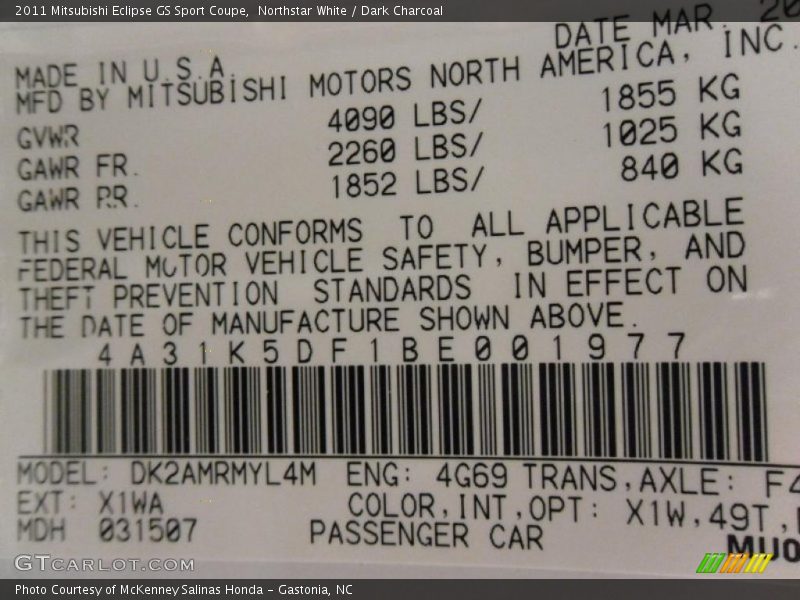 2011 Mitsubishi Eclipse GS Sport Coupe, Northstar White / Dark Charcoal
DATE MAR. 20
MADE IN U.S.A.
MFD BY MITSUBISHI MOTORS NORTH AMERICA, INC.
GVWR 4090 LBS/ 1855 KG
GAWR FR. 2260 LBS/ 1025 KG
GAWR RR. 1852 LBS/ 840 KG
THIS VEHICLE CONFORMS TO ALL APPLICABLE
FEDERAL MOTOR VEHICLE SAFETY, BUMPER, AND
THEFT PREVENTION STANDARDS IN EFFECT ON
THE DATE OF MANUFACTURE SHOWN ABOVE.
4A31K5DF1BE001977
MODEL: DK2AMRMYL4M ENG: 4G69 TRANS,AXLE: F4
EXT: X1WA COLOR,INT,OPT: X1W,49T,
MDH 031507 PASSENGER CAR
MU0
GTCARLOT.COM
Photo Courtesy of McKenney Salinas Honda - Gastonia, NC